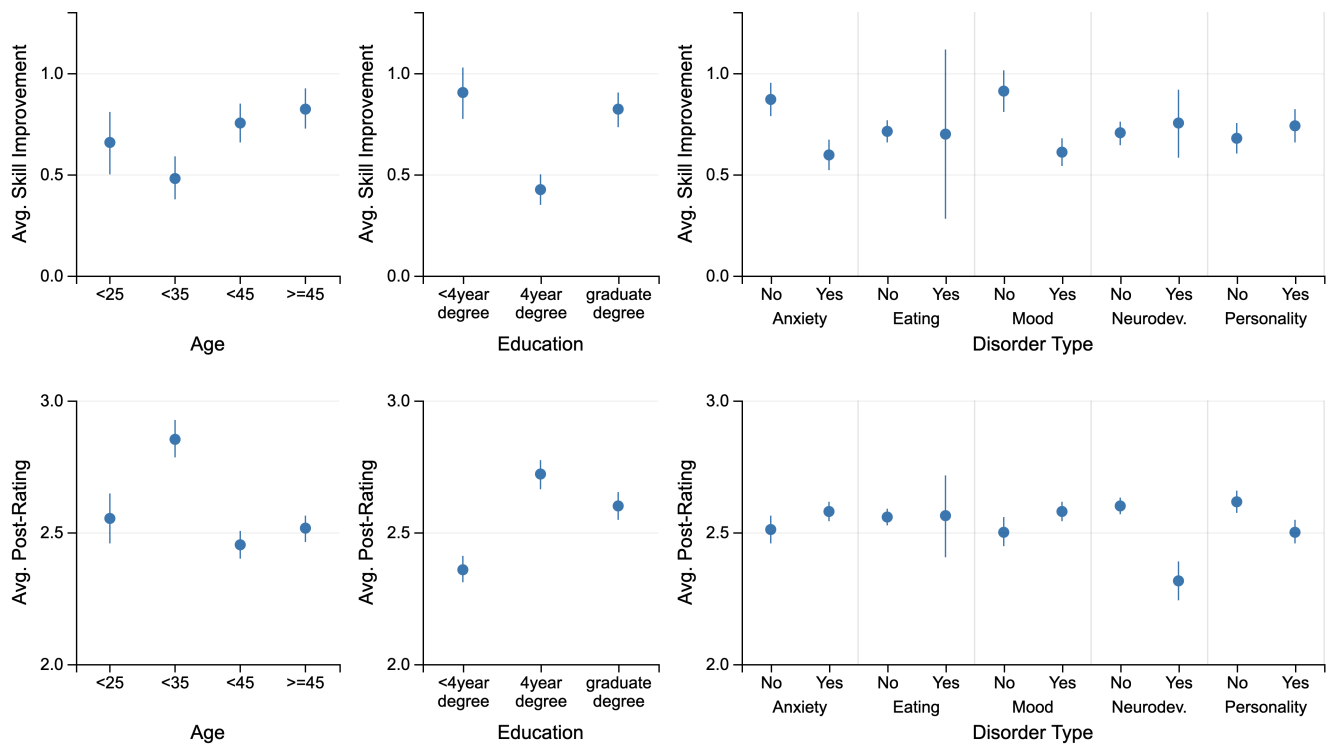 Avg. Skill Improvement
1.0
0.5
0.0
<25 <35 <45 >=45
Age
Avg. Skill Improvement
1.0
0.5
0.0
<4year 4year graduate
degree degree degree
Education
Avg. Skill Improvement
1.0
0.5
0.0
No Yes No Yes No Yes No Yes No Yes
Anxiety Eating Mood Neurodev. Personality
Disorder Type
Avg. Post-Rating
3.0
2.5
2.0
<25 <35 <45 >=45
Age
Avg. Post-Rating
3.0
2.5
2.0
<4year 4year graduate
degree degree degree
Education
Avg. Post-Rating
3.0
2.5
2.0
No Yes No Yes No Yes No Yes No Yes
Anxiety Eating Mood Neurodev. Personality
Disorder Type